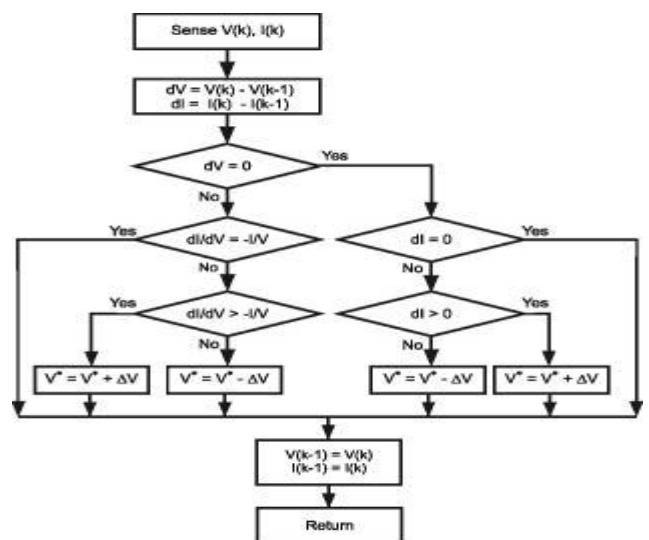 Sense V(k), I(k)
dV = V(k) - V(k-1)
dI = I(k) - I(k-1)
dV = 0
Yes
No
Yes
dI/dV = -I/V
dI = 0
Yes
No
No
Yes
dI/dV > -I/V
dI > 0
Yes
No
No
V* = V* + ΔV
V* = V* - ΔV
V* = V* - ΔV
V* = V* + ΔV
V(k-1) = V(k)
I(k-1) = I(k)
Return